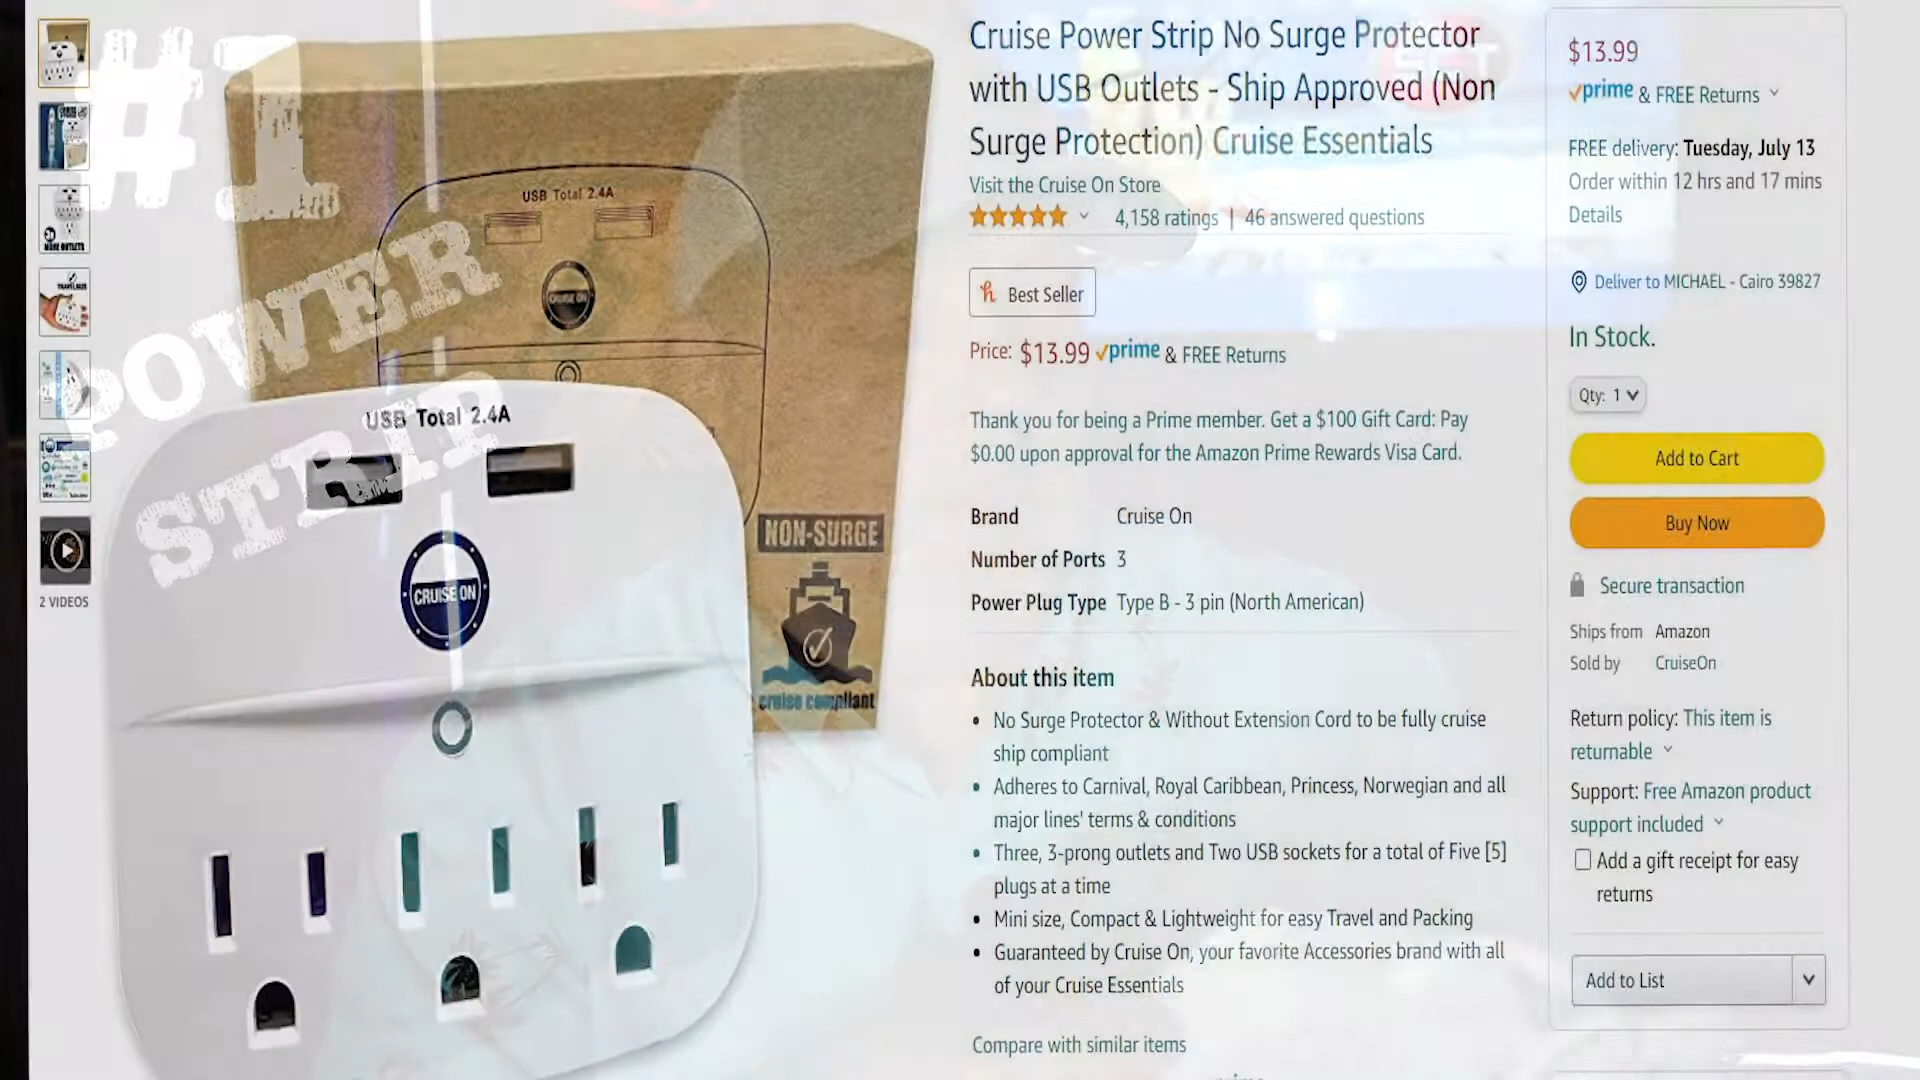 #1
POWER
STRIP
USB Total 2.4A
CRUISE ON
NON-SURGE
cruise compliant
USB Total 2.4A
CRUISE ON
MORE OUTLETS
2 VIDEOS
Cruise Power Strip No Surge Protector
with USB Outlets - Ship Approved (Non
Surge Protection) Cruise Essentials
Visit the Cruise On Store
4,158 ratings | 46 answered questions
h Best Seller
Price: $13.99 prime & FREE Returns
Thank you for being a Prime member. Get a $100 Gift Card: Pay
$0.00 upon approval for the Amazon Prime Rewards Visa Card.
Brand Cruise On
Number of Ports 3
Power Plug Type Type B - 3 pin (North American)
About this item
• No Surge Protector & Without Extension Cord to be fully cruise
ship compliant
• Adheres to Carnival, Royal Caribbean, Princess, Norwegian and all
major lines' terms & conditions
• Three, 3-prong outlets and Two USB sockets for a total of Five [5]
plugs at a time
• Mini size, Compact & Lightweight for easy Travel and Packing
• Guaranteed by Cruise On, your favorite Accessories brand with all
of your Cruise Essentials
Compare with similar items
$13.99
prime & FREE Returns
FREE delivery: Tuesday, July 13
Order within 12 hrs and 17 mins
Details
Deliver to MICHAEL - Cairo 39827
In Stock.
Qty: 1
Add to Cart
Buy Now
Secure transaction
Ships from Amazon
Sold by CruiseOn
Return policy: This item is
returnable
Support: Free Amazon product
support included
Add a gift receipt for easy
returns
Add to List